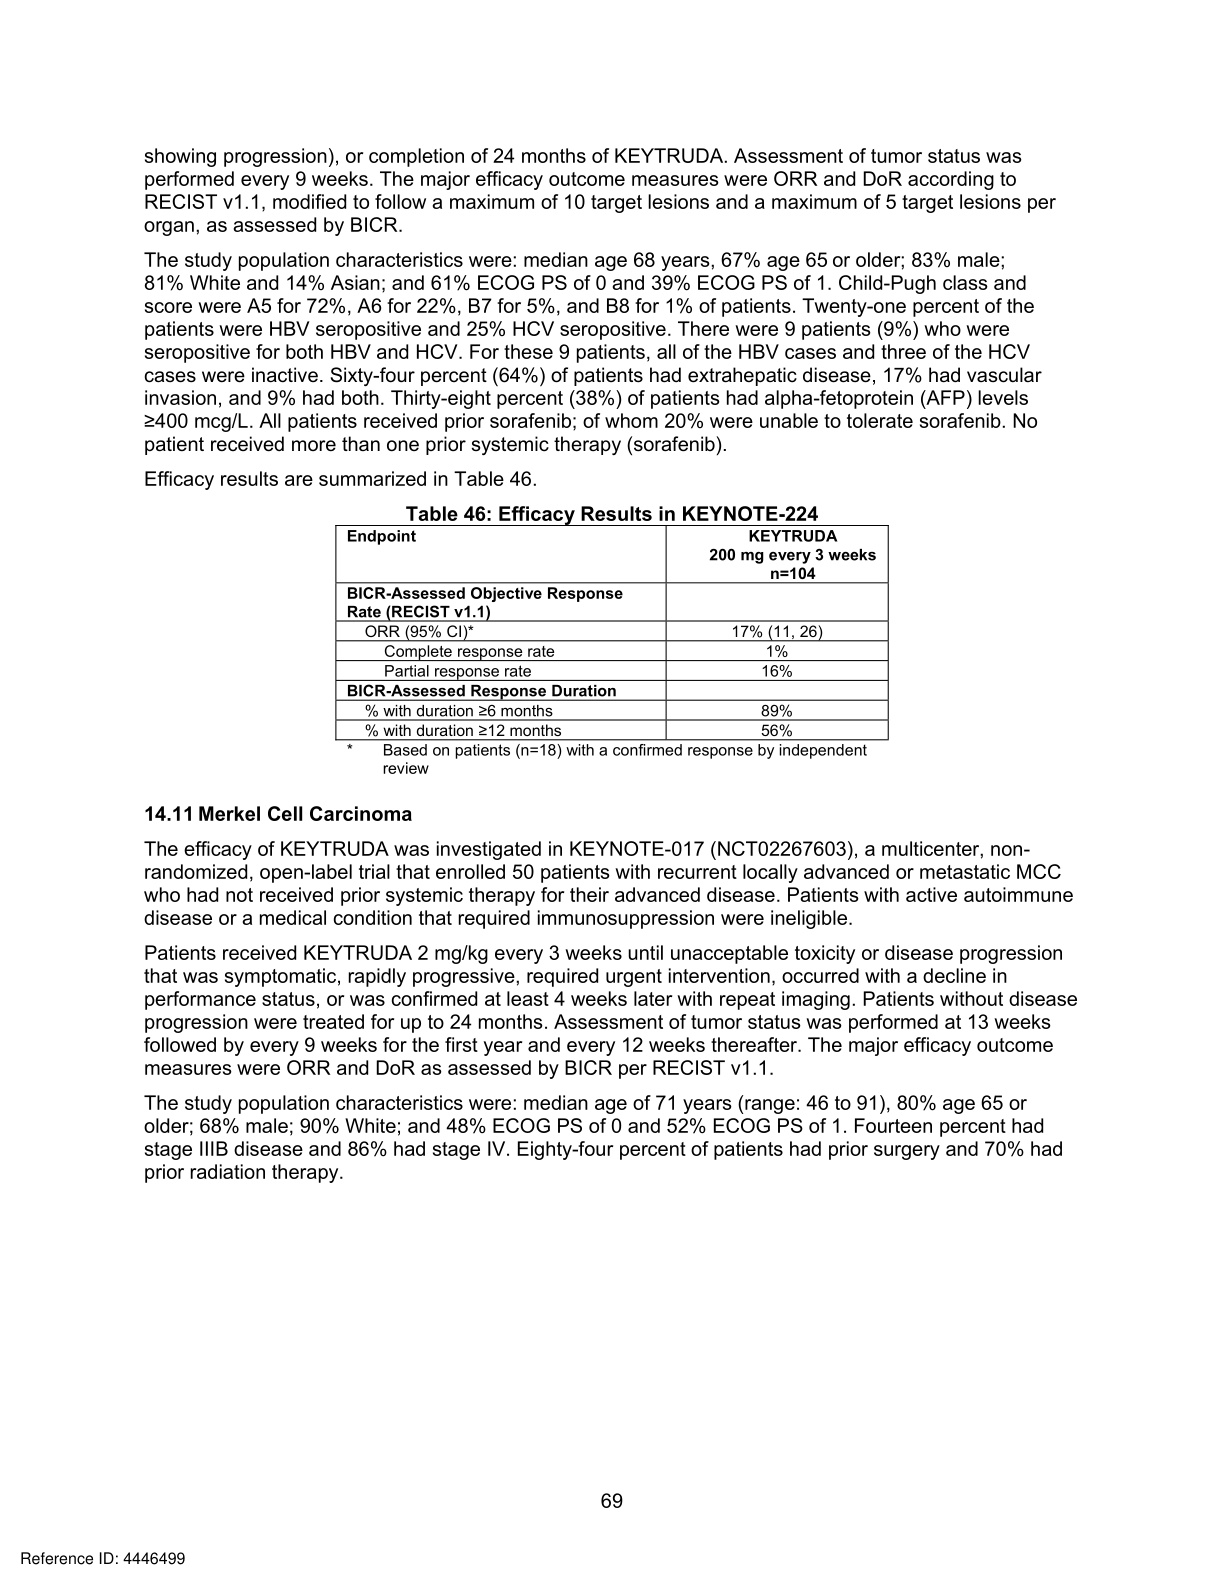 showing progression), or completion of 24 months of KEYTRUDA. Assessment of tumor status was
performed every 9 weeks. The major efficacy outcome measures were ORR and DoR according to
RECIST v1.1, modified to follow a maximum of 10 target lesions and a maximum of 5 target lesions per
organ, as assessed by BICR.
The study population characteristics were: median age 68 years, 67% age 65 or older; 83% male;
81% White and 14% Asian; and 61% ECOG PS of 0 and 39% ECOG PS of 1. Child-Pugh class and
score were A5 for 72%, A6 for 22%, B7 for 5%, and B8 for 1% of patients. Twenty-one percent of the
patients were HBV seropositive and 25% HCV seropositive. There were 9 patients (9%) who were
seropositive for both HBV and HCV. For these 9 patients, all of the HBV cases and three of the HCV
cases were inactive. Sixty-four percent (64%) of patients had extrahepatic disease, 17% had vascular
invasion, and 9% had both. Thirty-eight percent (38%) of patients had alpha-fetoprotein (AFP) levels
≥400 mcg/L. All patients received prior sorafenib; of whom 20% were unable to tolerate sorafenib. No
patient received more than one prior systemic therapy (sorafenib).
Efficacy results are summarized in Table 46.
Table 46: Efficacy Results in KEYNOTE-224
Endpoint KEYTRUDA
200 mg every 3 weeks
n=104
BICR-Assessed Objective Response
Rate (RECIST v1.1)
ORR (95% CI)* 17% (11, 26)
Complete response rate 1%
Partial response rate 16%
BICR-Assessed Response Duration
% with duration ≥6 months 89%
% with duration ≥12 months 56%
* Based on patients (n=18) with a confirmed response by independent
review
14.11 Merkel Cell Carcinoma
The efficacy of KEYTRUDA was investigated in KEYNOTE-017 (NCT02267603), a multicenter, non-
randomized, open-label trial that enrolled 50 patients with recurrent locally advanced or metastatic MCC
who had not received prior systemic therapy for their advanced disease. Patients with active autoimmune
disease or a medical condition that required immunosuppression were ineligible.
Patients received KEYTRUDA 2 mg/kg every 3 weeks until unacceptable toxicity or disease progression
that was symptomatic, rapidly progressive, required urgent intervention, occurred with a decline in
performance status, or was confirmed at least 4 weeks later with repeat imaging. Patients without disease
progression were treated for up to 24 months. Assessment of tumor status was performed at 13 weeks
followed by every 9 weeks for the first year and every 12 weeks thereafter. The major efficacy outcome
measures were ORR and DoR as assessed by BICR per RECIST v1.1.
The study population characteristics were: median age of 71 years (range: 46 to 91), 80% age 65 or
older; 68% male; 90% White; and 48% ECOG PS of 0 and 52% ECOG PS of 1. Fourteen percent had
stage IIIB disease and 86% had stage IV. Eighty-four percent of patients had prior surgery and 70% had
prior radiation therapy.
69
Reference ID: 4446499